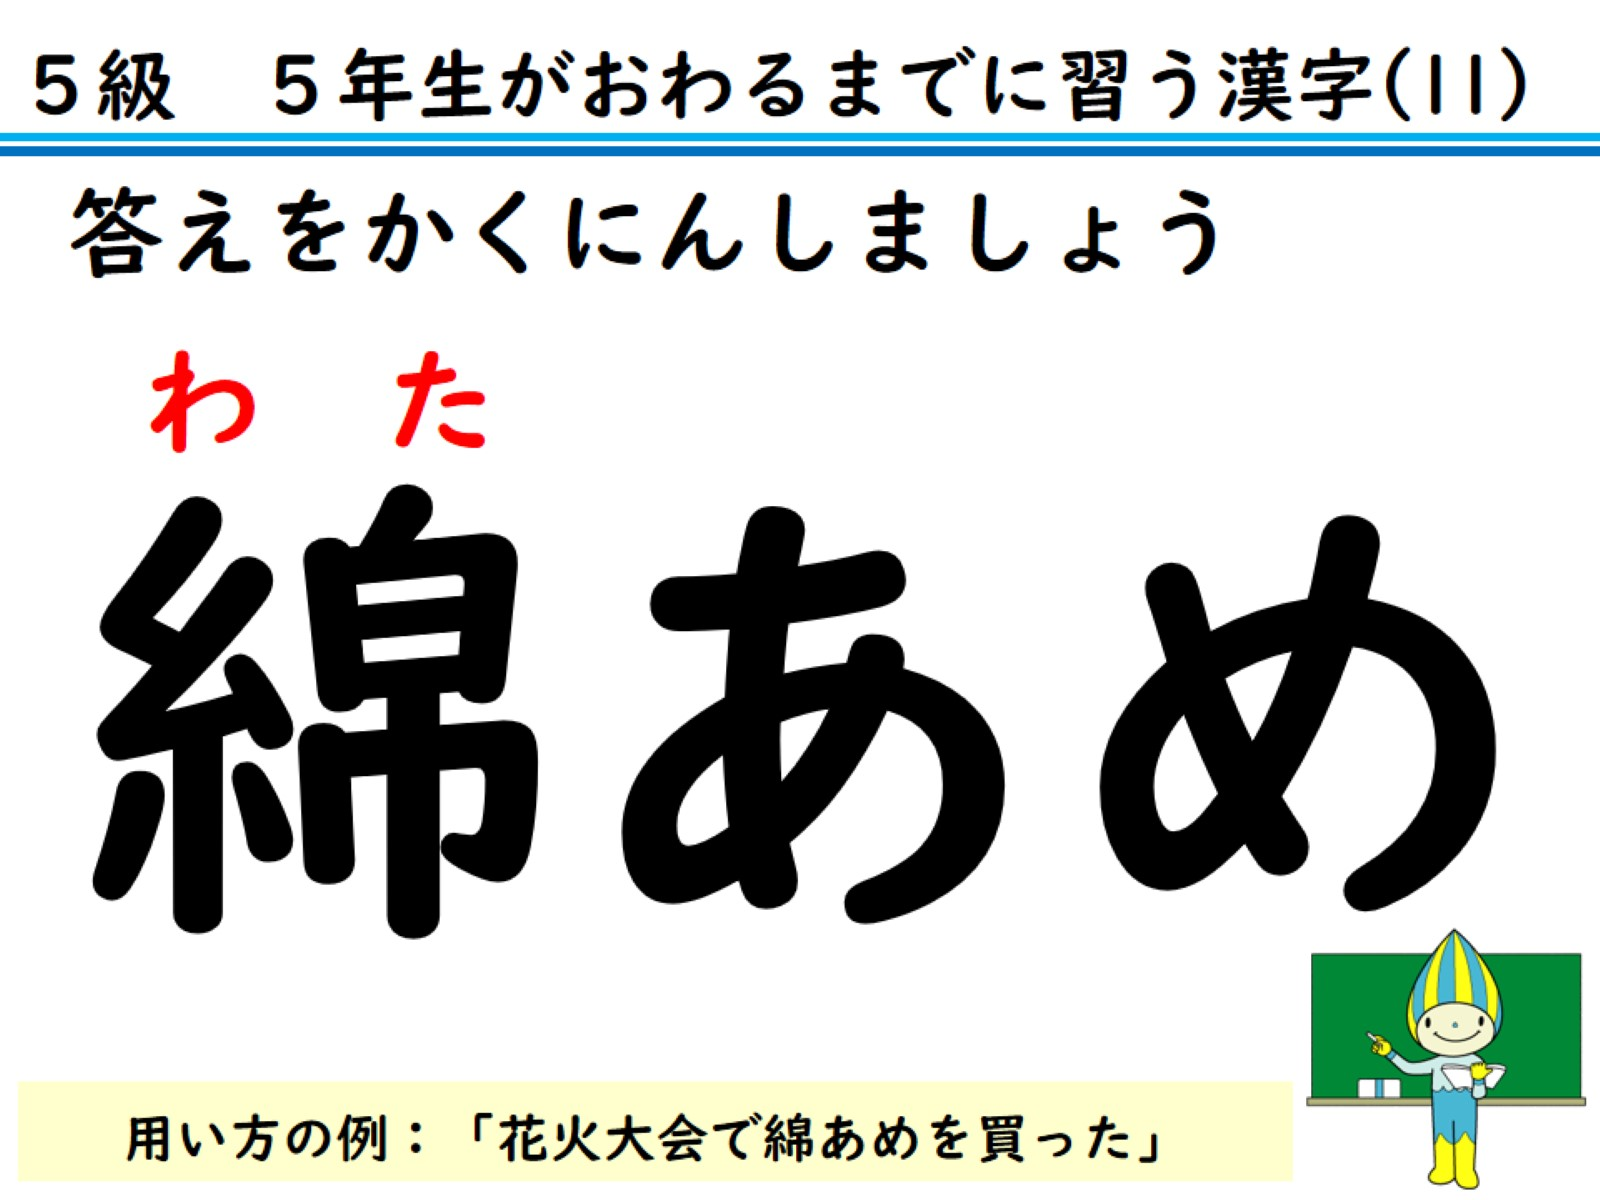 ５級　５年生がおわるまでに習う漢字(11)
答えをかくにんしましょう
わ　た
綿あめ
用い方の例：「花火大会で綿あめを買った」